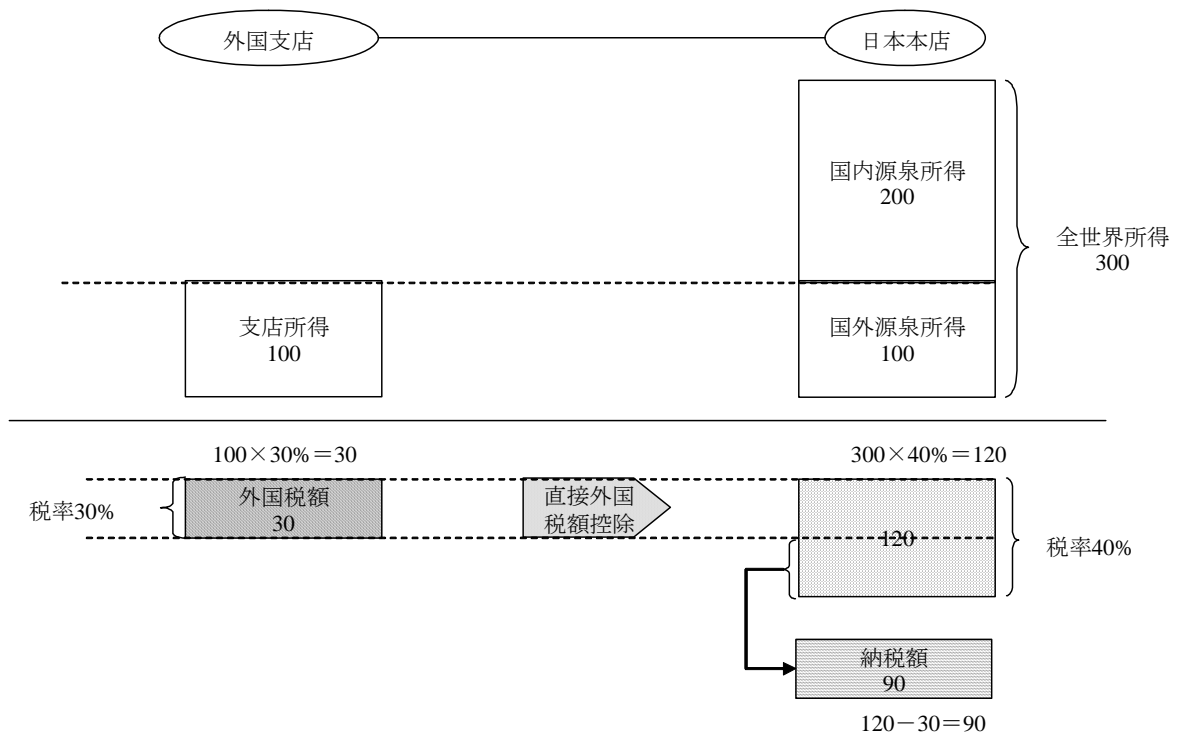 外国支店
日本本店
国内源泉所得
200
全世界所得
300
支店所得
100
国外源泉所得
100
100×30%＝30
300×40%＝120
税率30%
外国税額
30
直接外国
税額控除
120
税率40%
納税額
90
120－30＝90